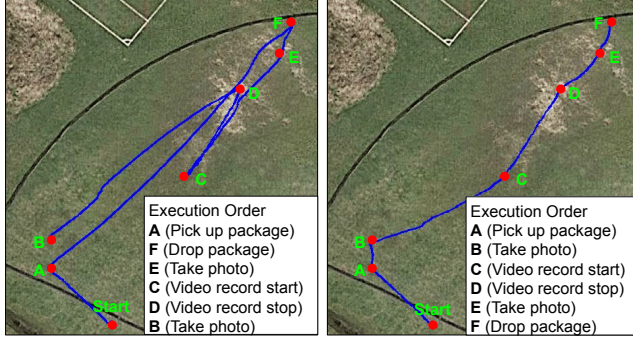 F
E
D
C
B
A
Start
Execution Order
A (Pick up package)
F (Drop package)
E (Take photo)
C (Video record start)
D (Video record stop)
B (Take photo)
F
E
D
C
B
A
Start
Execution Order
A (Pick up package)
B (Take photo)
C (Video record start)
D (Video record stop)
E (Take photo)
F (Drop package)